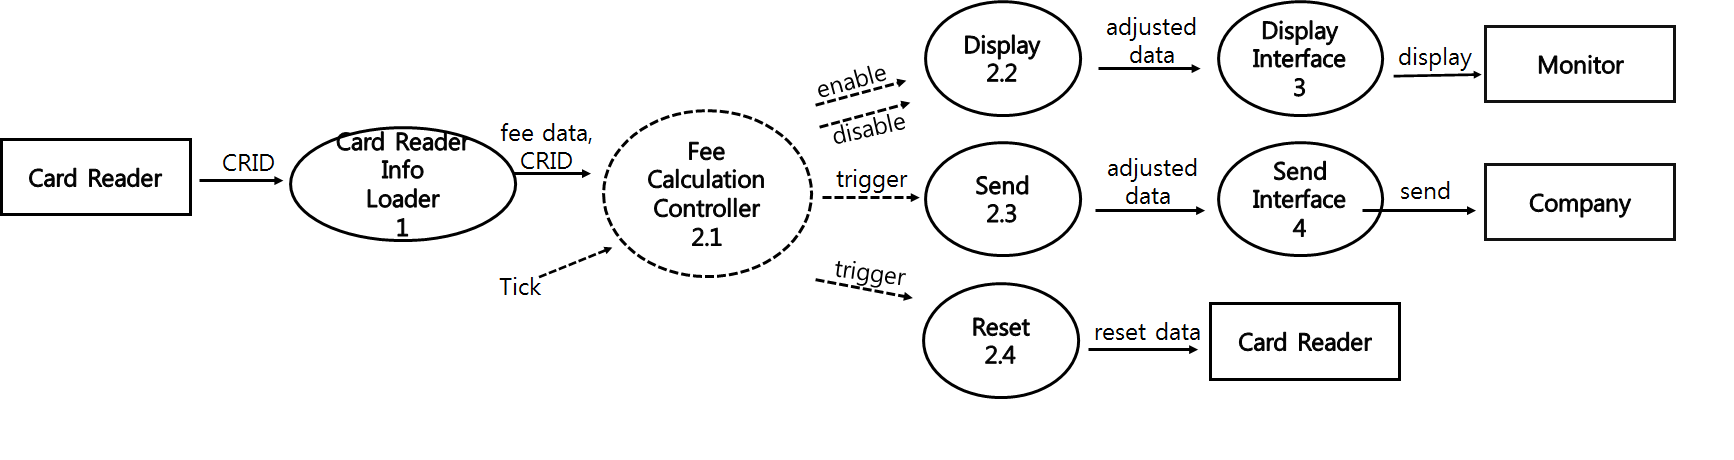 Card Reader
CRID
Card Reader
Info
Loader
1
fee data,
CRID
Tick
Fee
Calculation
Controller
2.1
enable
disable
trigger
trigger
Display
2.2
adjusted
data
Display
Interface
3
display
Monitor
Send
2.3
adjusted
data
Send
Interface
4
send
Company
Reset
2.4
reset data
Card Reader